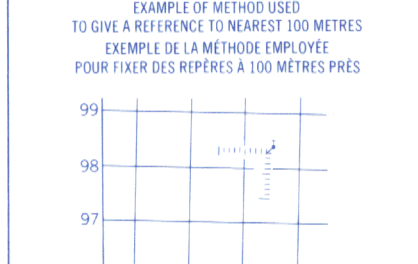 EXAMPLE OF METHOD USED
TO GIVE A REFERENCE TO NEAREST 100 METRES
EXEMPLE DE LA MÉTHODE EMPLOYÉE
POUR FIXER DES REPÈRES À 100 MÈTRES PRÈS
99
98
97